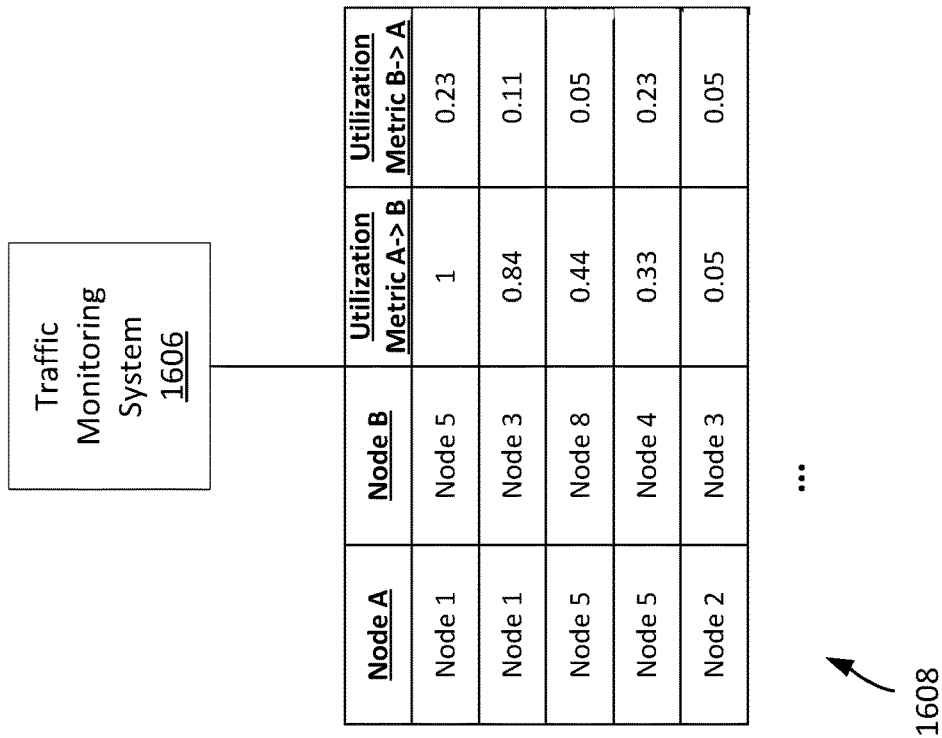 Traffic
Monitoring
System
1606
Node A Node B Utilization Metric A-> B Utilization Metric B-> A
Node 1 Node 5 1 0.23
Node 1 Node 3 0.84 0.11
Node 5 Node 8 0.44 0.05
Node 5 Node 4 0.33 0.23
Node 2 Node 3 0.05 0.05
...
1608